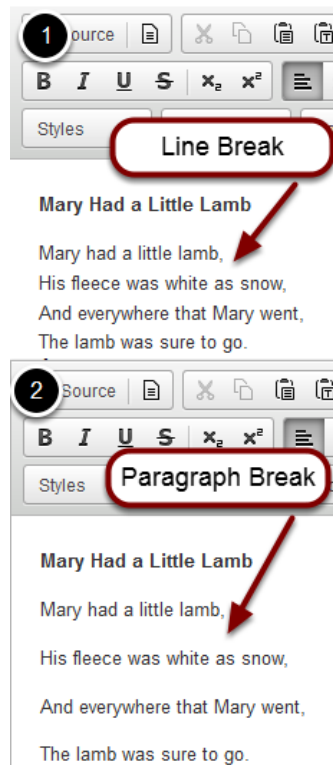 1 ource
B I U S x₂ x²
Styles
Line Break
Mary Had a Little Lamb
Mary had a little lamb,
His fleece was white as snow,
And everywhere that Mary went,
The lamb was sure to go.
2 Source
B I U S x₂ x²
Styles
Paragraph Break
Mary Had a Little Lamb
Mary had a little lamb,
His fleece was white as snow,
And everywhere that Mary went,
The lamb was sure to go.